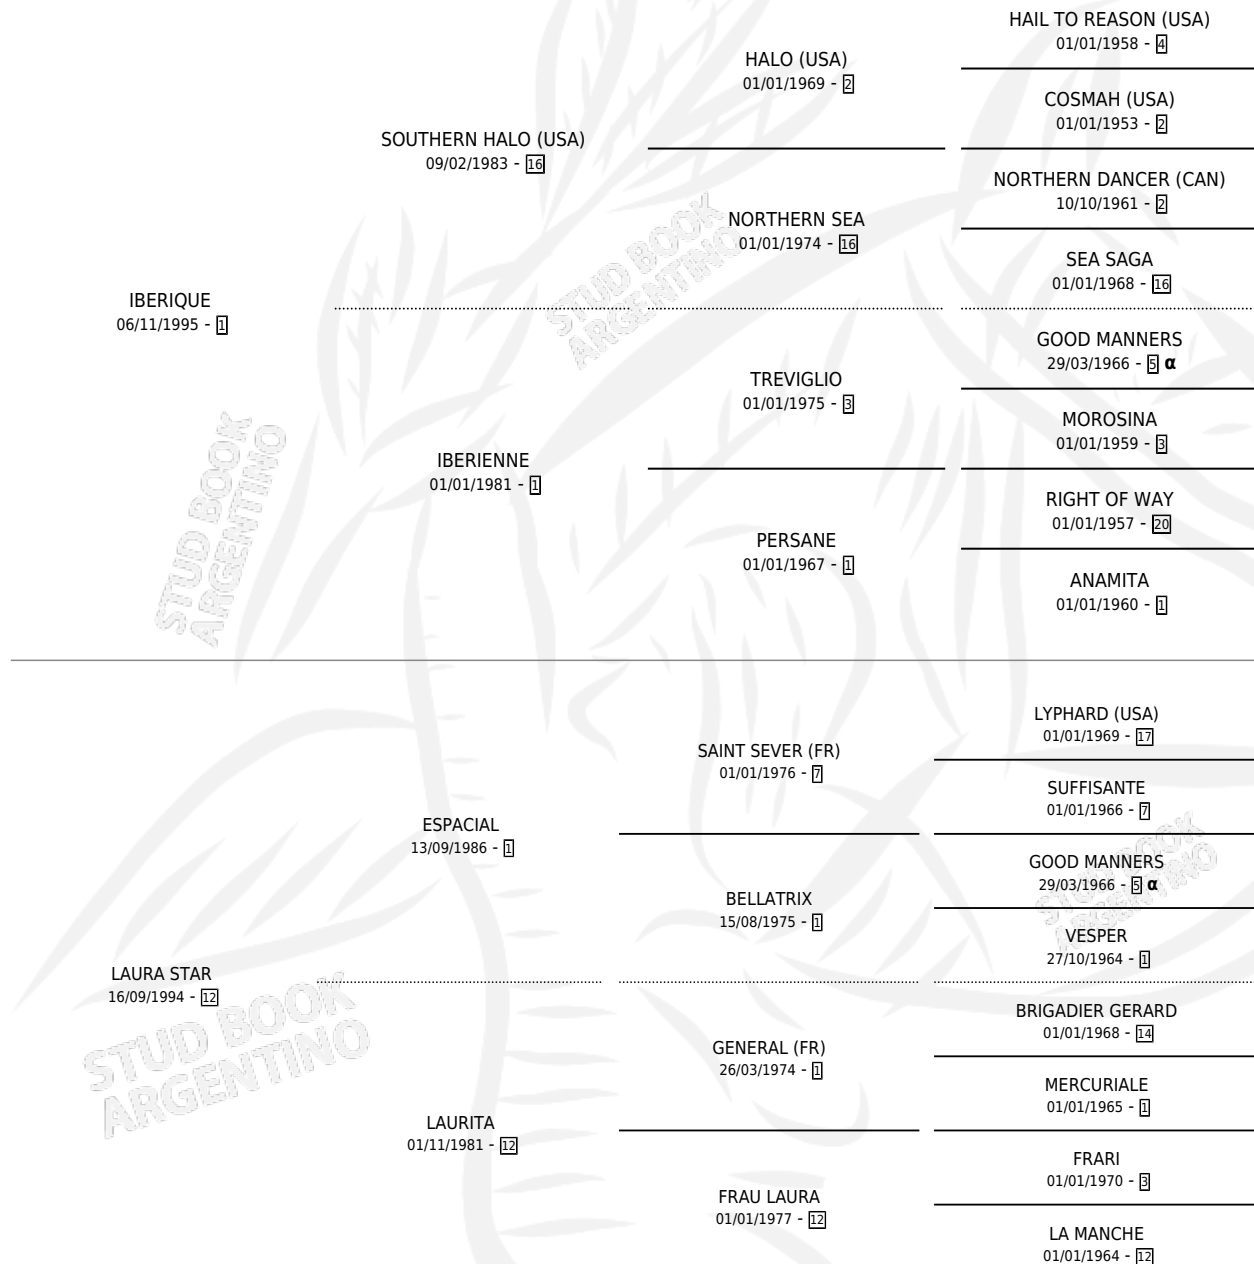 HAIL TO REASON (USA)
01/01/1958 - 4
HALO (USA)
01/01/1969 - 2
COSMAH (USA)
01/01/1953 - 2
SOUTHERN HALO (USA)
09/02/1983 - 16
NORTHERN DANCER (CAN)
10/10/1961 - 2
NORTHERN SEA
01/01/1974 - 16
SEA SAGA
01/01/1968 - 16
STUD BOOK
ARGENTINO
IBERIQUE
06/11/1995 - 1
GOOD MANNERS
29/03/1966 - 5 α
TREVIGLIO
01/01/1975 - 3
MOROSINA
01/01/1959 - 3
IBERIENNE
01/01/1981 - 1
RIGHT OF WAY
01/01/1957 - 20
PERSANE
01/01/1967 - 1
ANAMITA
01/01/1960 - 1
STUD BOOK
ARGENTINO
LYPHARD (USA)
01/01/1969 - 17
SAINT SEVER (FR)
01/01/1976 - 7
SUFFISANTE
01/01/1966 - 7
ESPACIAL
13/09/1986 - 1
GOOD MANNERS
29/03/1966 - 5 α
BELLATRIX
15/08/1975 - 1
VESPER
27/10/1964 - 1
STUD BOOK
ARGENTINO
LAURA STAR
16/09/1994 - 12
BRIGADIER GERARD
01/01/1968 - 14
GENERAL (FR)
26/03/1974 - 1
MERCURIALE
01/01/1965 - 1
STUD BOOK
ARGENTINO
LAURITA
01/11/1981 - 12
FRARI
01/01/1970 - 3
FRAU LAURA
01/01/1977 - 12
LA MANCHE
01/01/1964 - 12